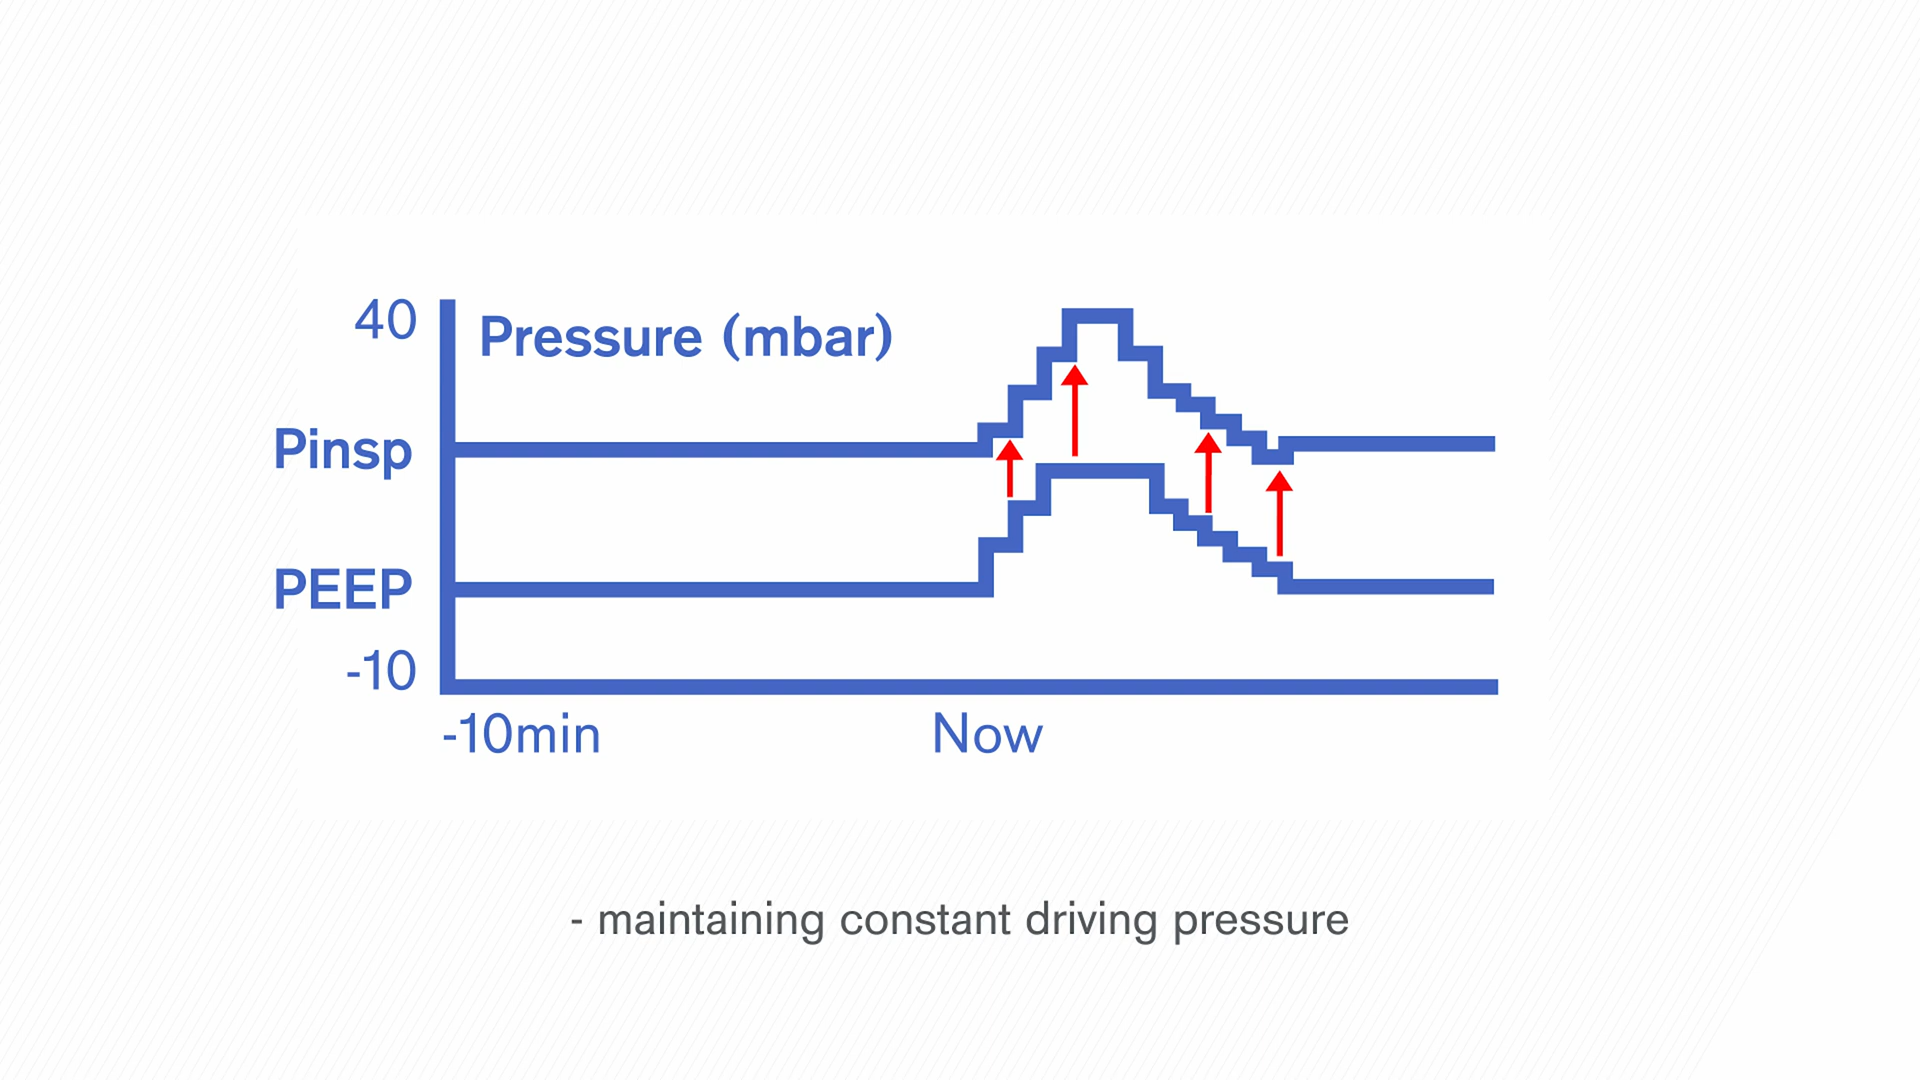 40
Pressure (mbar)
Pinsp
PEEP
-10
-10min
Now
- maintaining constant driving pressure